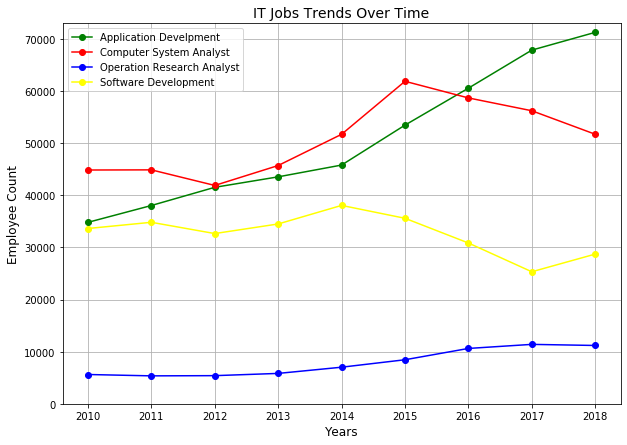 IT Jobs Trends Over Time
Application Develpment
Computer System Analyst
Operation Research Analyst
Software Development
Employee Count
70000
60000
50000
40000
30000
20000
10000
0
2010 2011 2012 2013 2014 2015 2016 2017 2018
Years